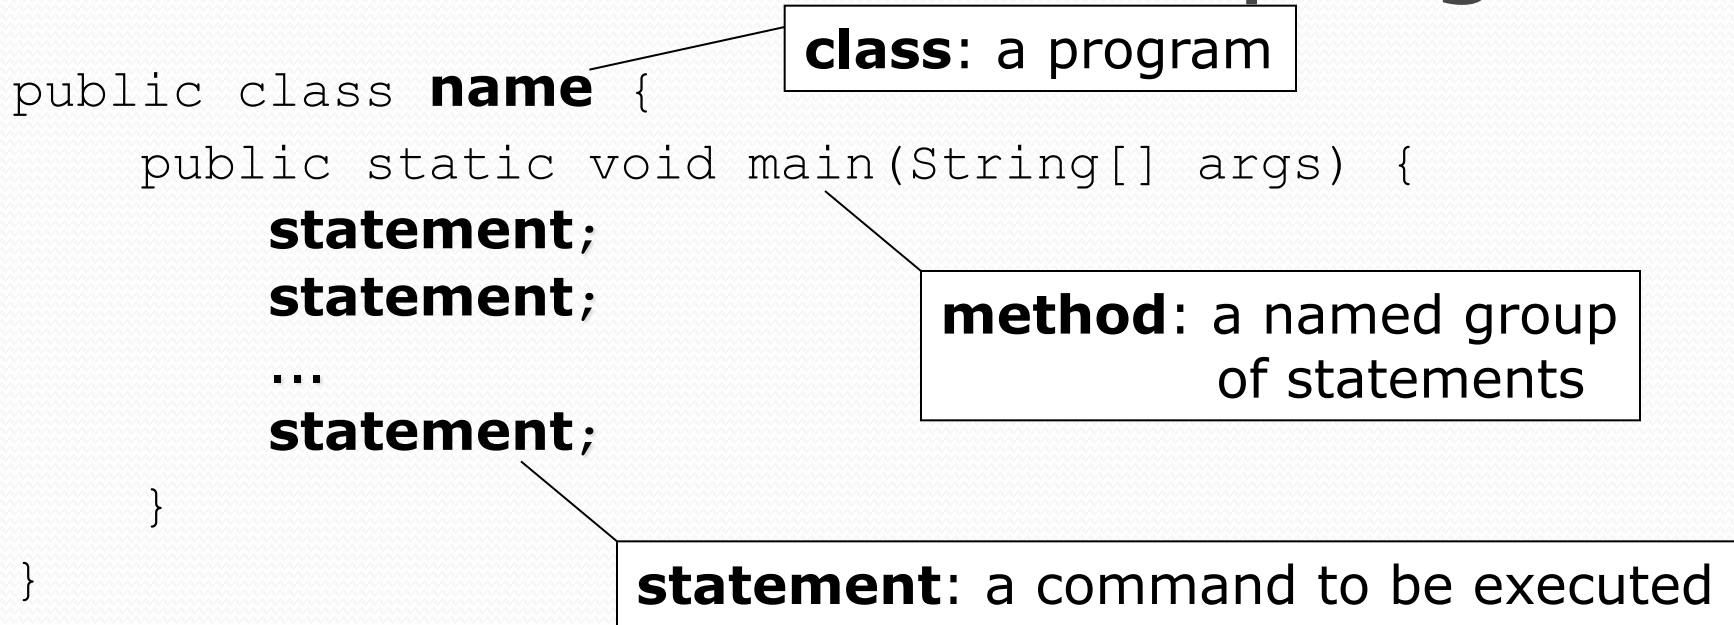 class: a program
public class name {
public static void main(String[] args) {
statement;
statement;
...
statement;
method: a named group
of statements
}
}
statement: a command to be executed